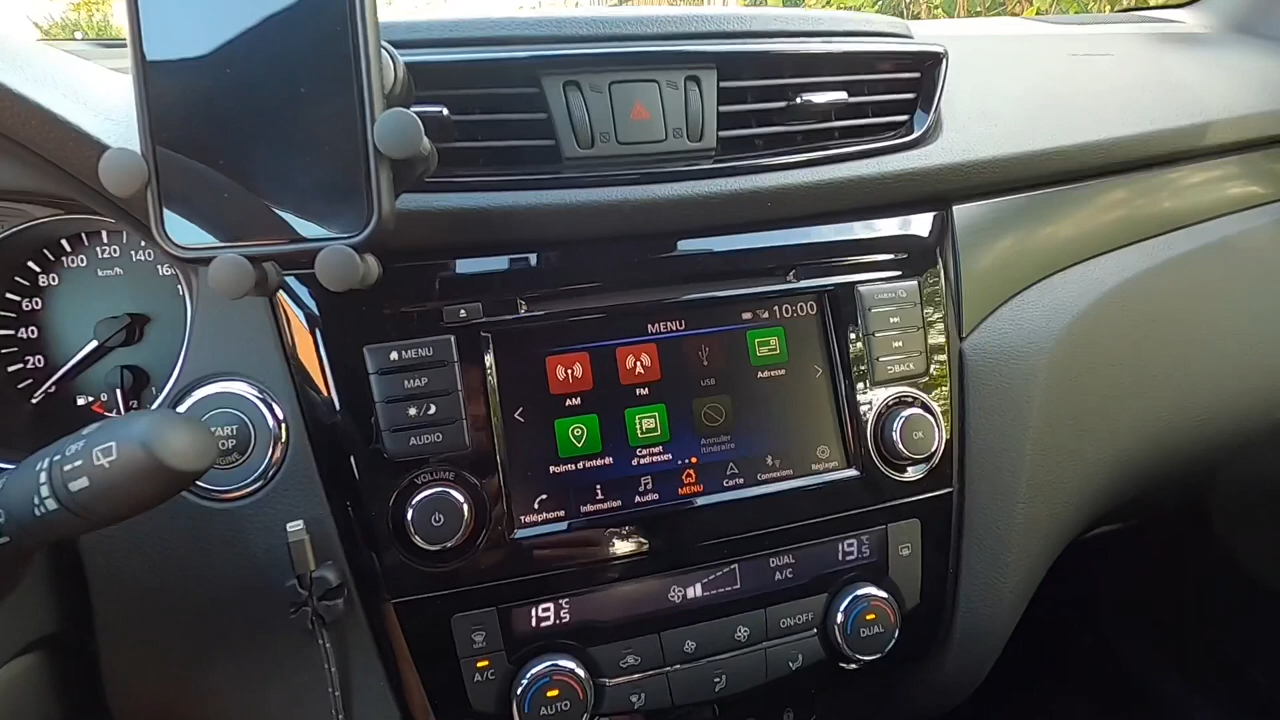 20
40
60
80
100
120
140
km/h
0
OFF
START
STOP
ENGINE
MENU
MAP
AUDIO
VOLUME
MENU
10:00
AM
FM
USB
Adresse
Points d'intérêt
Carnet
d'adresses
Annuler
itinéraire
Téléphone
Information
Audio
MENU
Carte
Connexions
Réglages
CAMERA/
BACK
OK
19.5
°C
DUAL
A/C
19.5
°C
A/C
AUTO
ON-OFF
DUAL